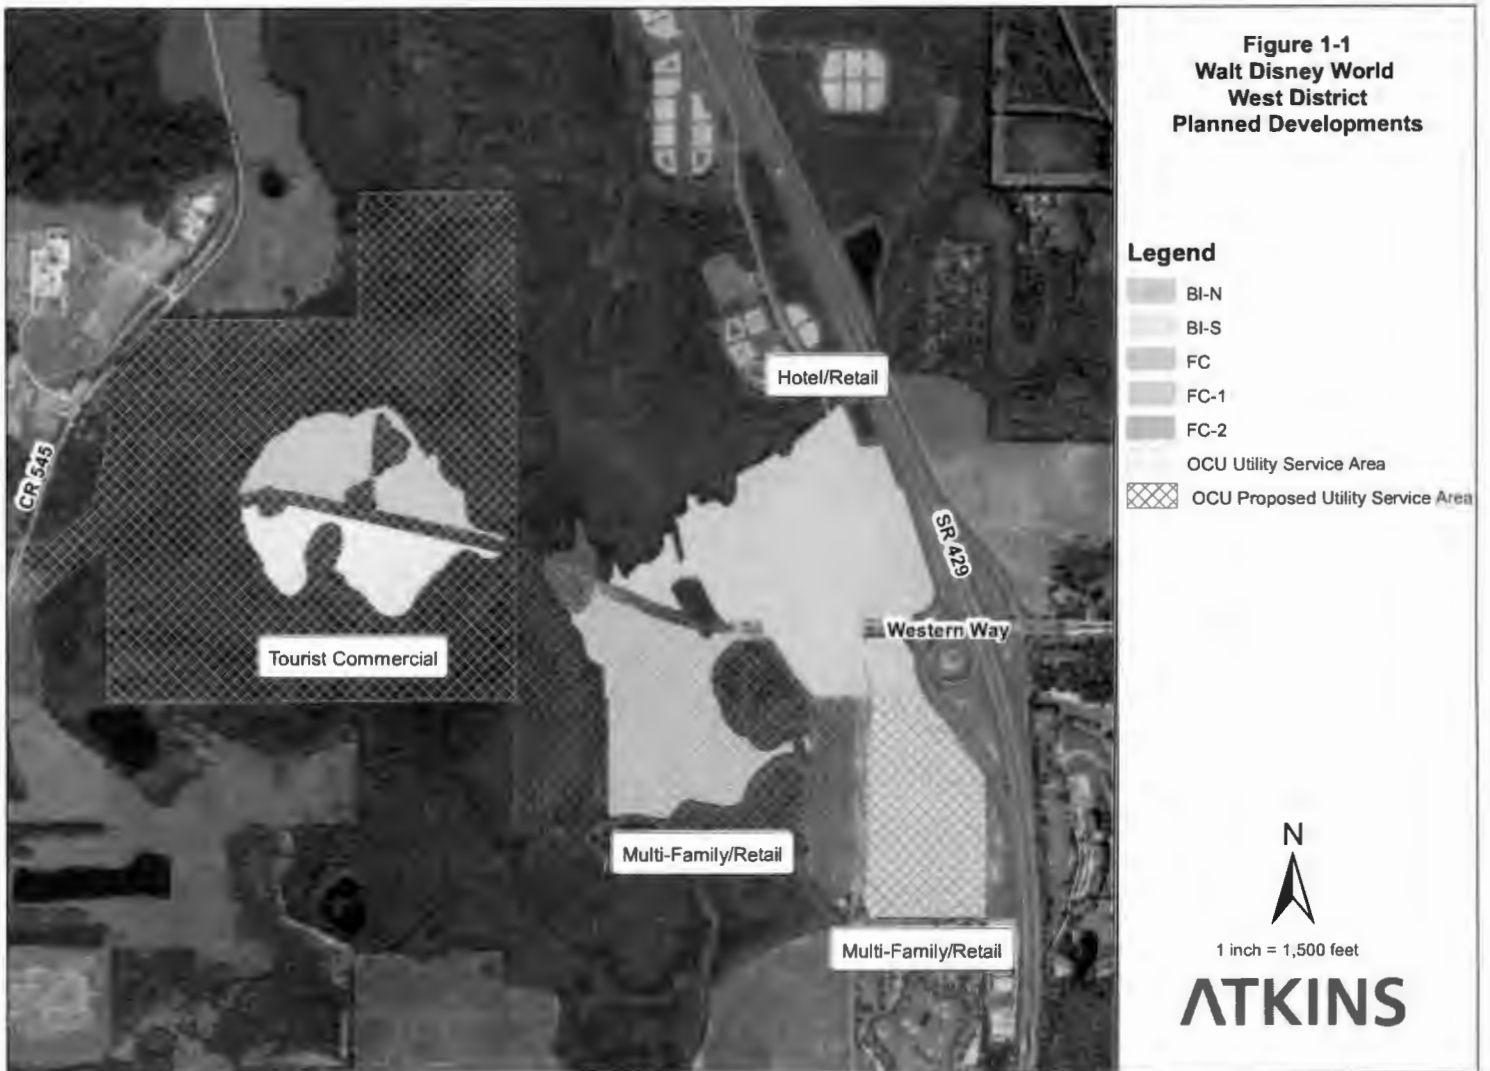 Figure 1-1
Walt Disney World
West District
Planned Developments
Legend
BI-N
BI-S
FC
FC-1
FC-2
OCU Utility Service Area
OCU Proposed Utility Service Area
N
1 inch = 1,500 feet
ATKINS
Hotel/Retail
CR 545
SR 429
Western Way
Tourist Commercial
Multi-Family/Retail
Multi-Family/Retail